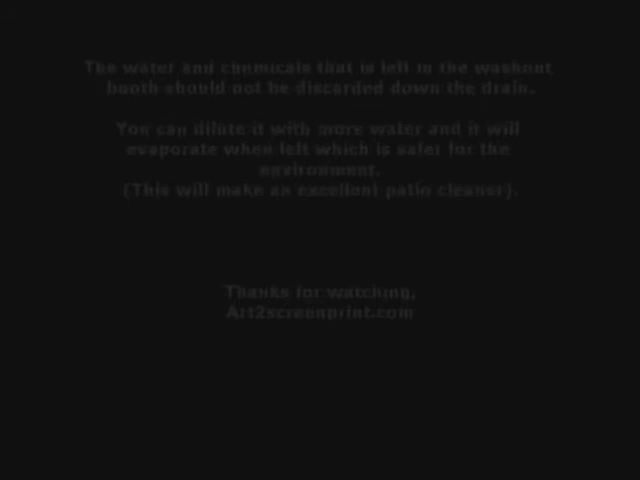 The water and chemicals that is left in the washout
booth should not be discarded down the drain.
You can dilute it with more water and it will
evaporate when left which is safer for the
environment.
(This will make an excellent patio cleaner).
Thanks for watching,
Art2screenprint.com